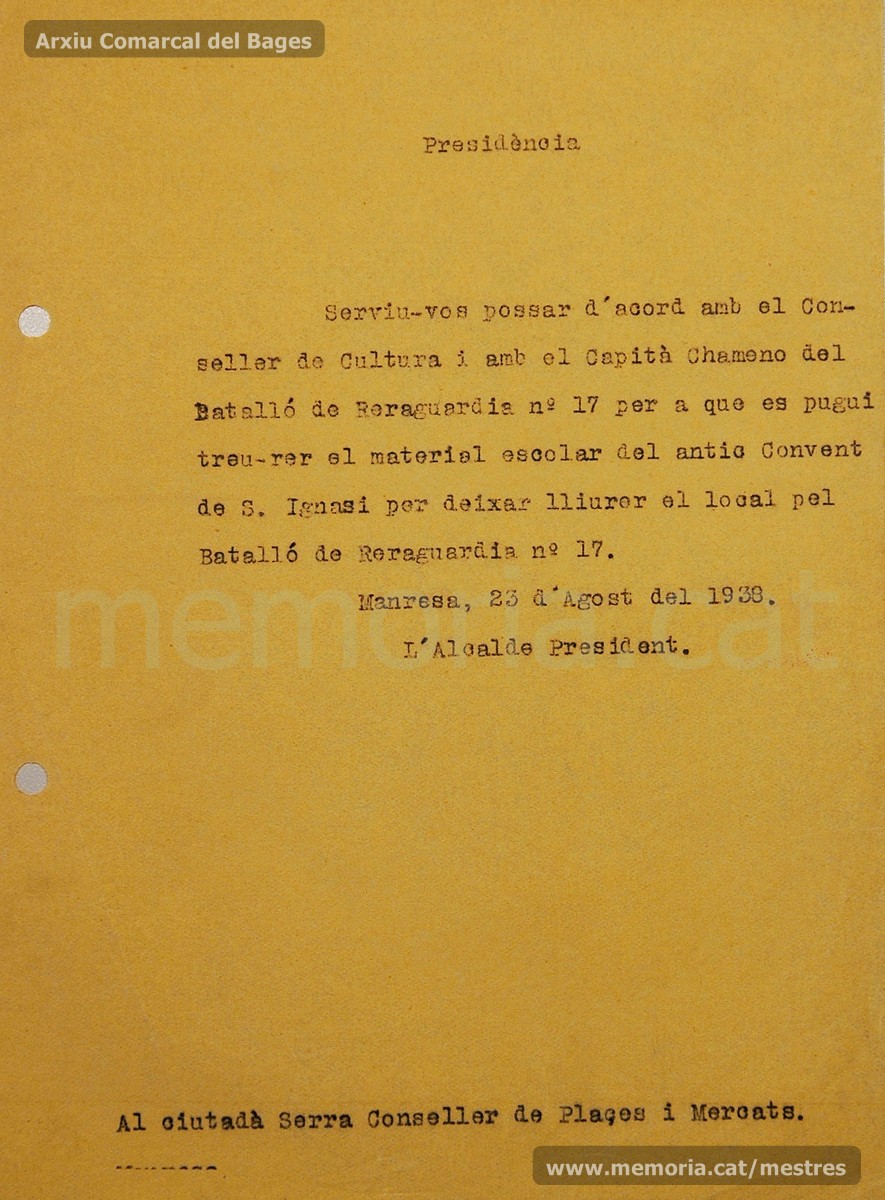 Arxiu Comarcal del Bages
Presidència
Serviu-vos possar d'acord amb el Con-
seller de Cultura i amb el Capità Chameno del
Batalló de Reraguardia nº 17 per a que es pugui
treu-rer el material escolar del antic Convent
de S. Ignasi per deixar lliurer el local pel
Batalló de Reraguardia nº 17.
Manresa, 23 d'Agost del 1938.
L'Alcalde President.
memoria.cat
Al ciutadà Serra Conseller de Plaçes i Mercats.
www.memoria.cat/mestres